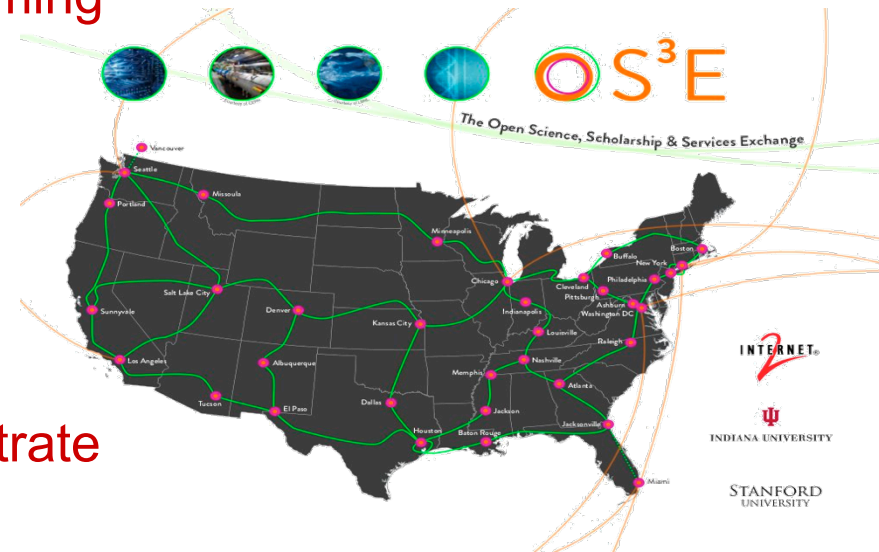 ning
OS³E
The Open Science, Scholarship & Services Exchange
Vancouver
Seattle
Portland
Missoula
Minneapolis
Buffalo
Boston
New York
Chicago
Cleveland
Philadelphia
Pittsburgh
Salt Lake City
Sunnyvale
Denver
Kansas City
Indianapolis
Ashburn
Washington DC
Louisville
Raleigh
Los Angeles
Albuquerque
Nashville
Memphis
Atlanta
Tucson
El Paso
Dallas
Jackson
Houston
Baton Rouge
Jacksonville
Miami
trate
INTERNET®
2
INDIANA UNIVERSITY
STANFORD
UNIVERSITY